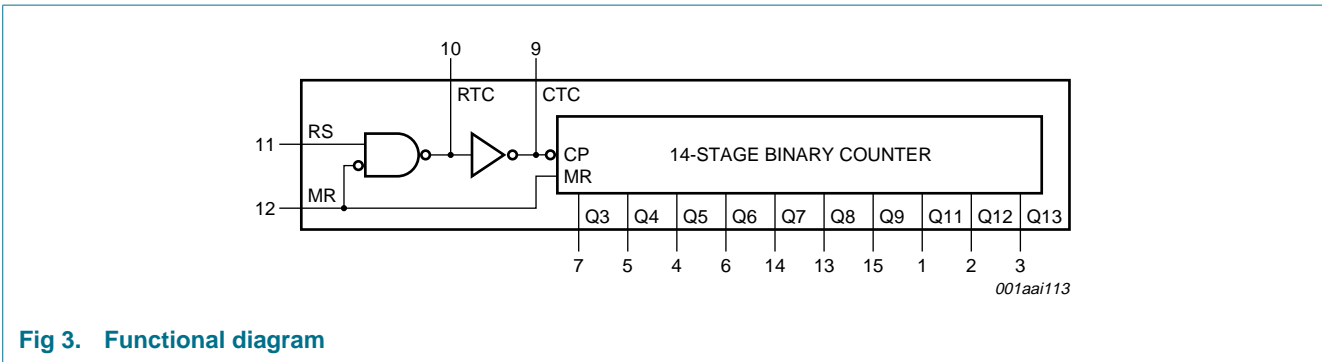 10 9
RTC CTC
11 RS
CP 14-STAGE BINARY COUNTER
MR
12 MR
Q3 Q4 Q5 Q6 Q7 Q8 Q9 Q11 Q12 Q13
7 5 4 6 14 13 15 1 2 3
001aai113
Fig 3. Functional diagram